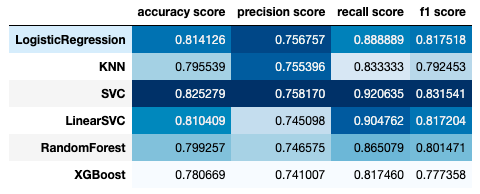 accuracy score precision score recall score f1 score
LogisticRegression 0.814126 0.756757 0.888889 0.817518
KNN 0.795539 0.755396 0.833333 0.792453
SVC 0.825279 0.758170 0.920635 0.831541
LinearSVC 0.810409 0.745098 0.904762 0.817204
RandomForest 0.799257 0.746575 0.865079 0.801471
XGBoost 0.780669 0.741007 0.817460 0.777358